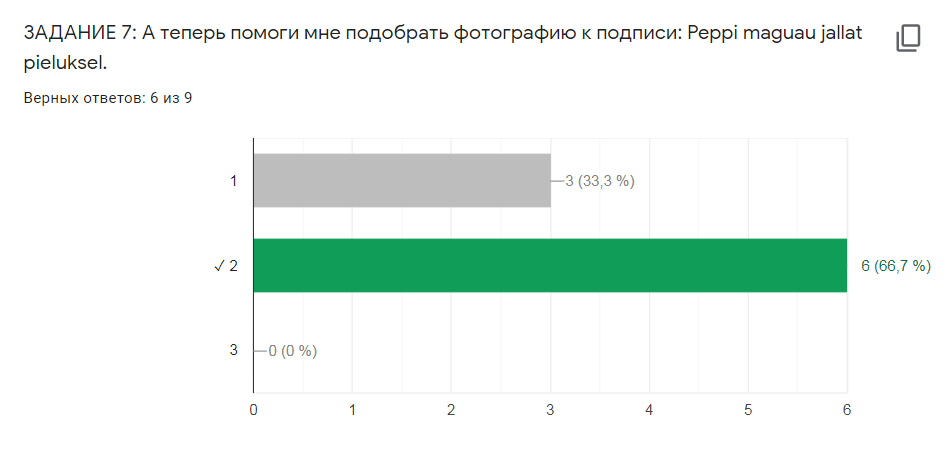 ЗАДАНИЕ 7: А теперь помоги мне подобрать фотографию к подписи: Peppi maguau jallat
pieluksel.
Верных ответов: 6 из 9
1
3 (33,3 %)
✓ 2
6 (66,7 %)
3
0 (0 %)
0 1 2 3 4 5 6